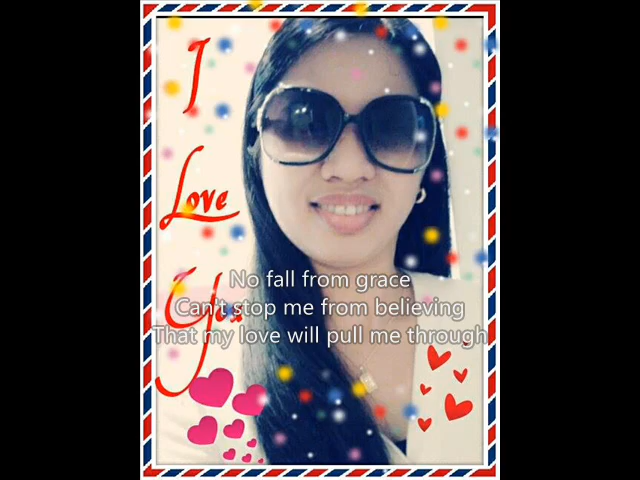 I
Love
You
No fall from grace
Can't stop me from believing
That my love will pull me through